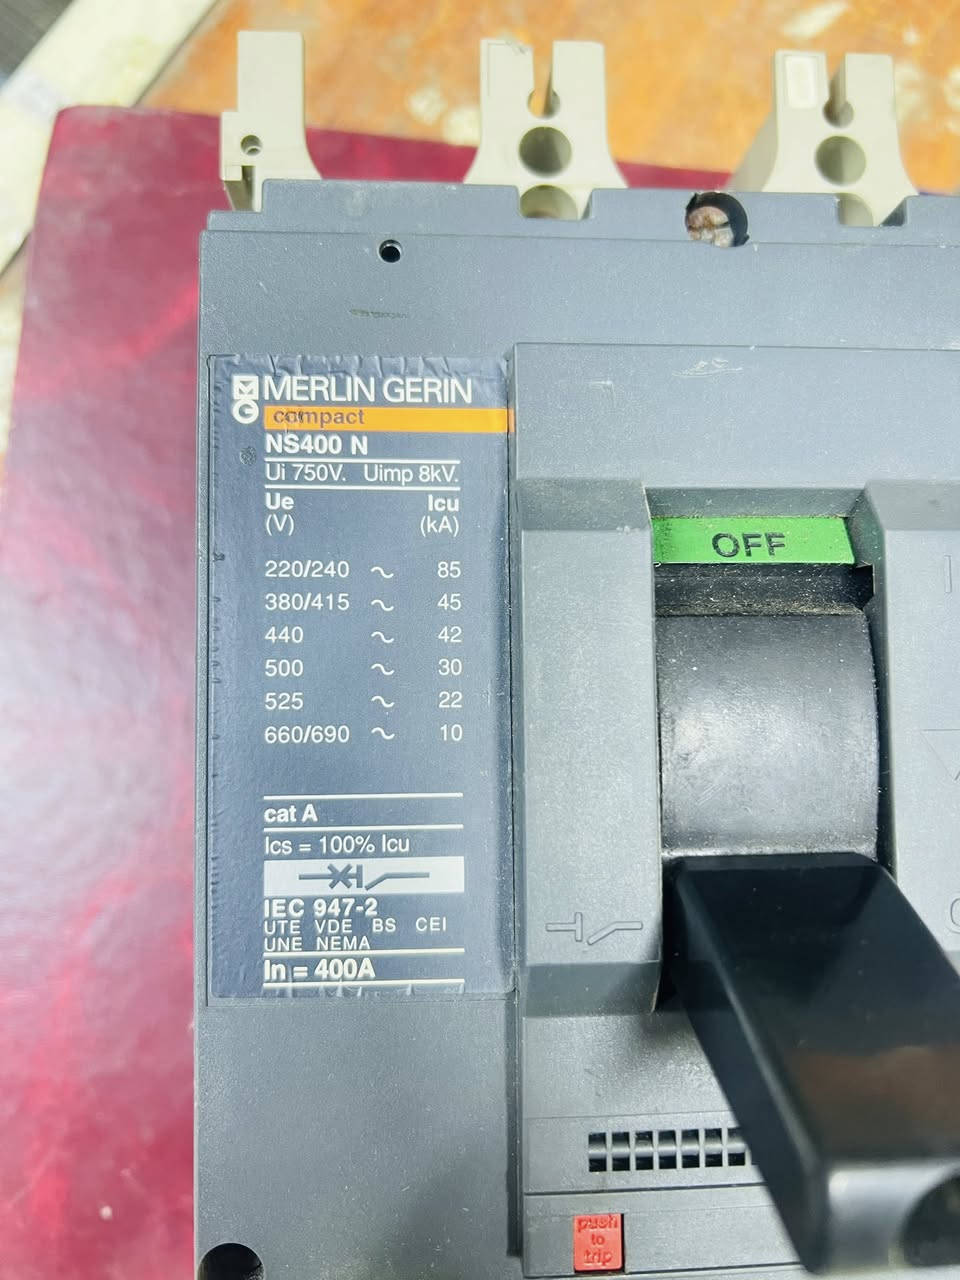 MG MERLIN GERIN
compact
NS400 N
Ui 750V. Uimp 8kV.
Ue Icu
(V) (kA)
220/240 ~ 85
380/415 ~ 45
440 ~ 42
500 ~ 30
525 ~ 22
660/690 ~ 10
cat A
Ics = 100% Icu
IEC 947-2
UTE VDE BS CEI
UNE NEMA
In = 400A
OFF
push
to
trip